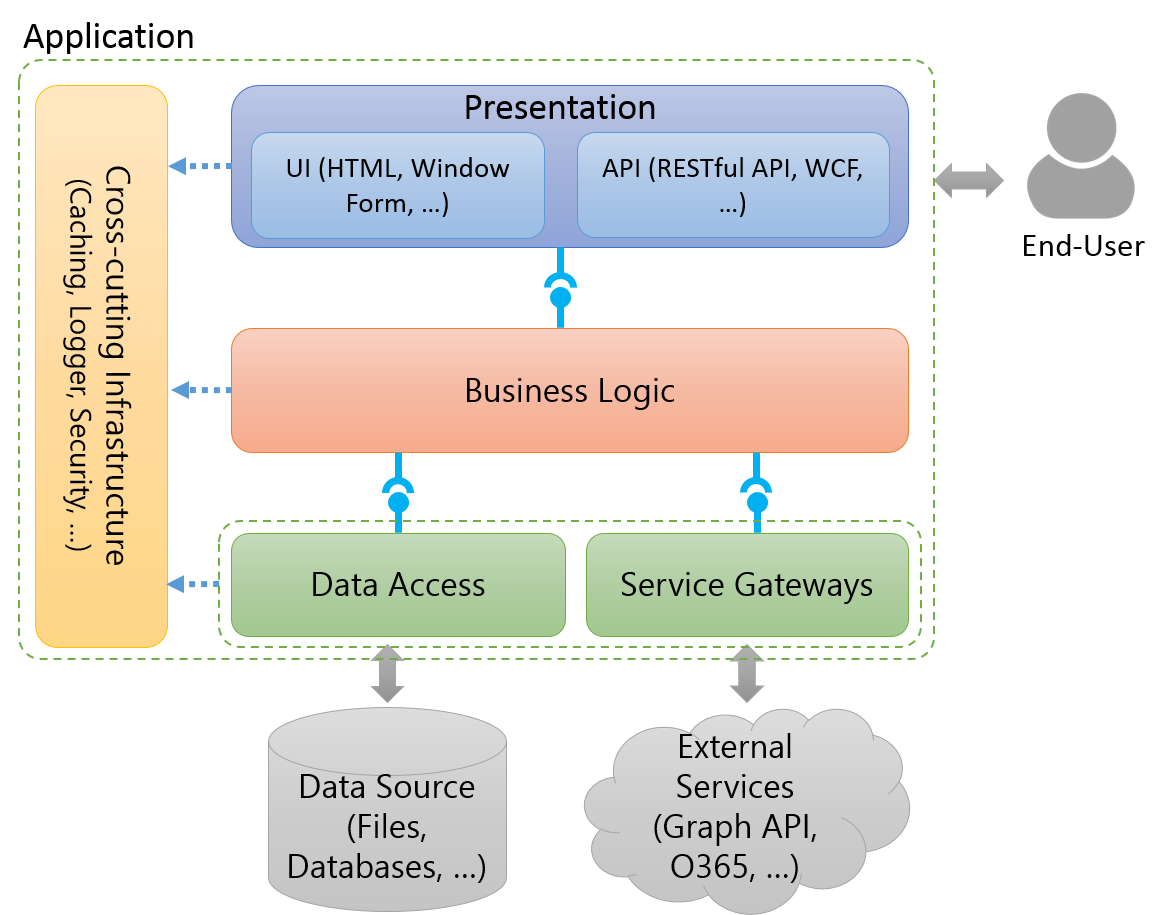 Application
Presentation
UI (HTML, Window
Form, ...)
API (RESTful API, WCF,
...)
End-User
Cross-cutting Infrastructure
(Caching, Logger, Security, ...)
Business Logic
Data Access
Service Gateways
Data Source
(Files,
Databases, ...)
External
Services
(Graph API,
O365, ...)